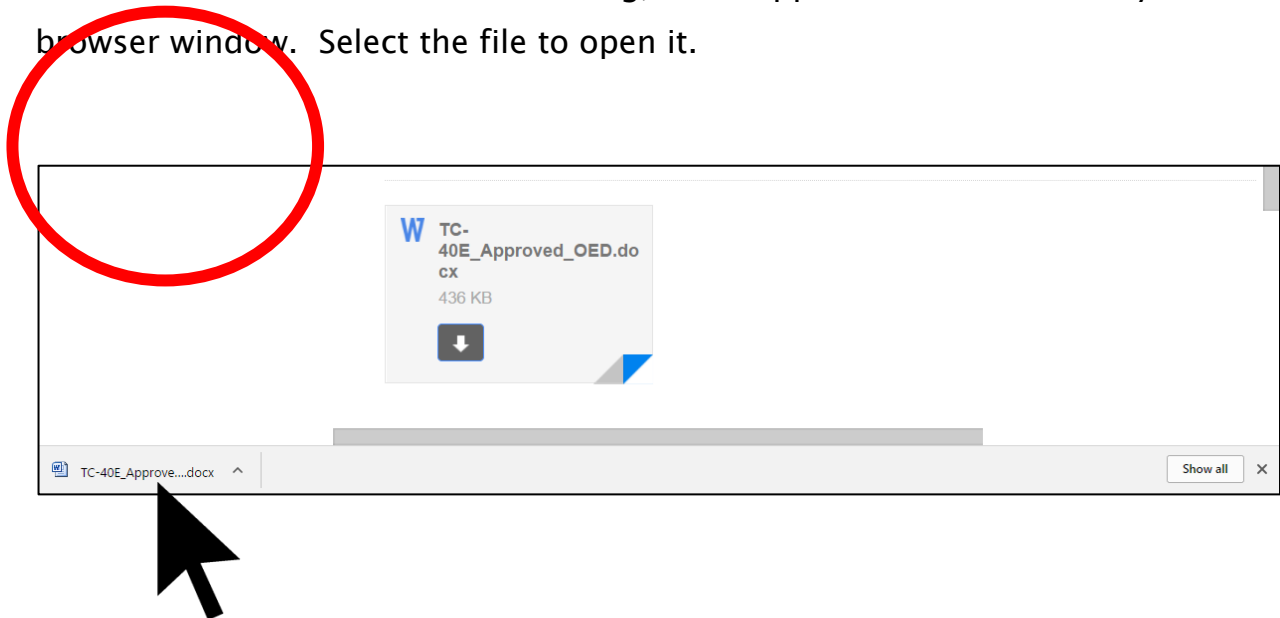 browser window.  Select the file to open it.
TC-
40E_Approved_OED.do
cx
436 KB
TC-40E_Approve....docx
Show all